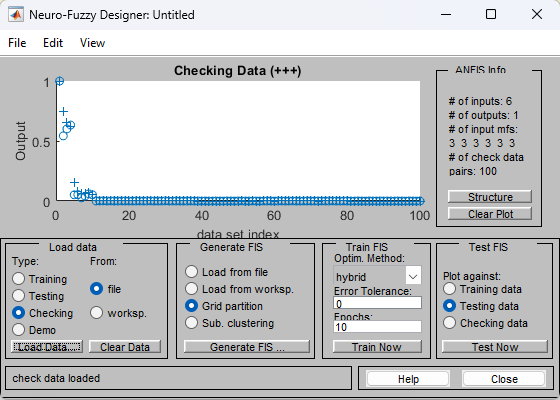 Neuro-Fuzzy Designer: Untitled
File Edit View
Checking Data (+++)
1
0.5
0
Output
0 20 40 60 80 100
data set index
ANFIS Info
# of inputs: 6
# of outputs: 1
# of input mfs:
3 3 3 3 3 3
# of check data
pairs: 100
Structure
Clear Plot
Load data
Type: From:
Training
Testing
Checking
Demo
file
worksp.
Load Data... Clear Data
Generate FIS
Load from file
Load from worksp.
Grid partition
Sub. clustering
Generate FIS ...
Train FIS
Optim. Method:
hybrid
Error Tolerance:
0
Epochs:
10
Train Now
Test FIS
Plot against:
Training data
Testing data
Checking data
Test Now
check data loaded
Help Close